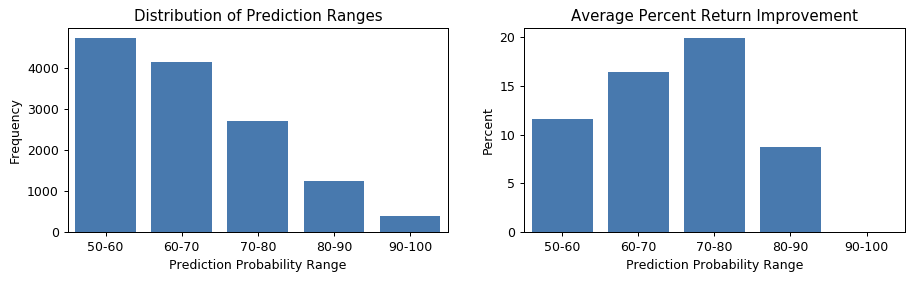 Distribution of Prediction Ranges
Frequency
4000
3000
2000
1000
0
50-60 60-70 70-80 80-90 90-100
Prediction Probability Range
Average Percent Return Improvement
Percent
20
15
10
5
0
50-60 60-70 70-80 80-90 90-100
Prediction Probability Range